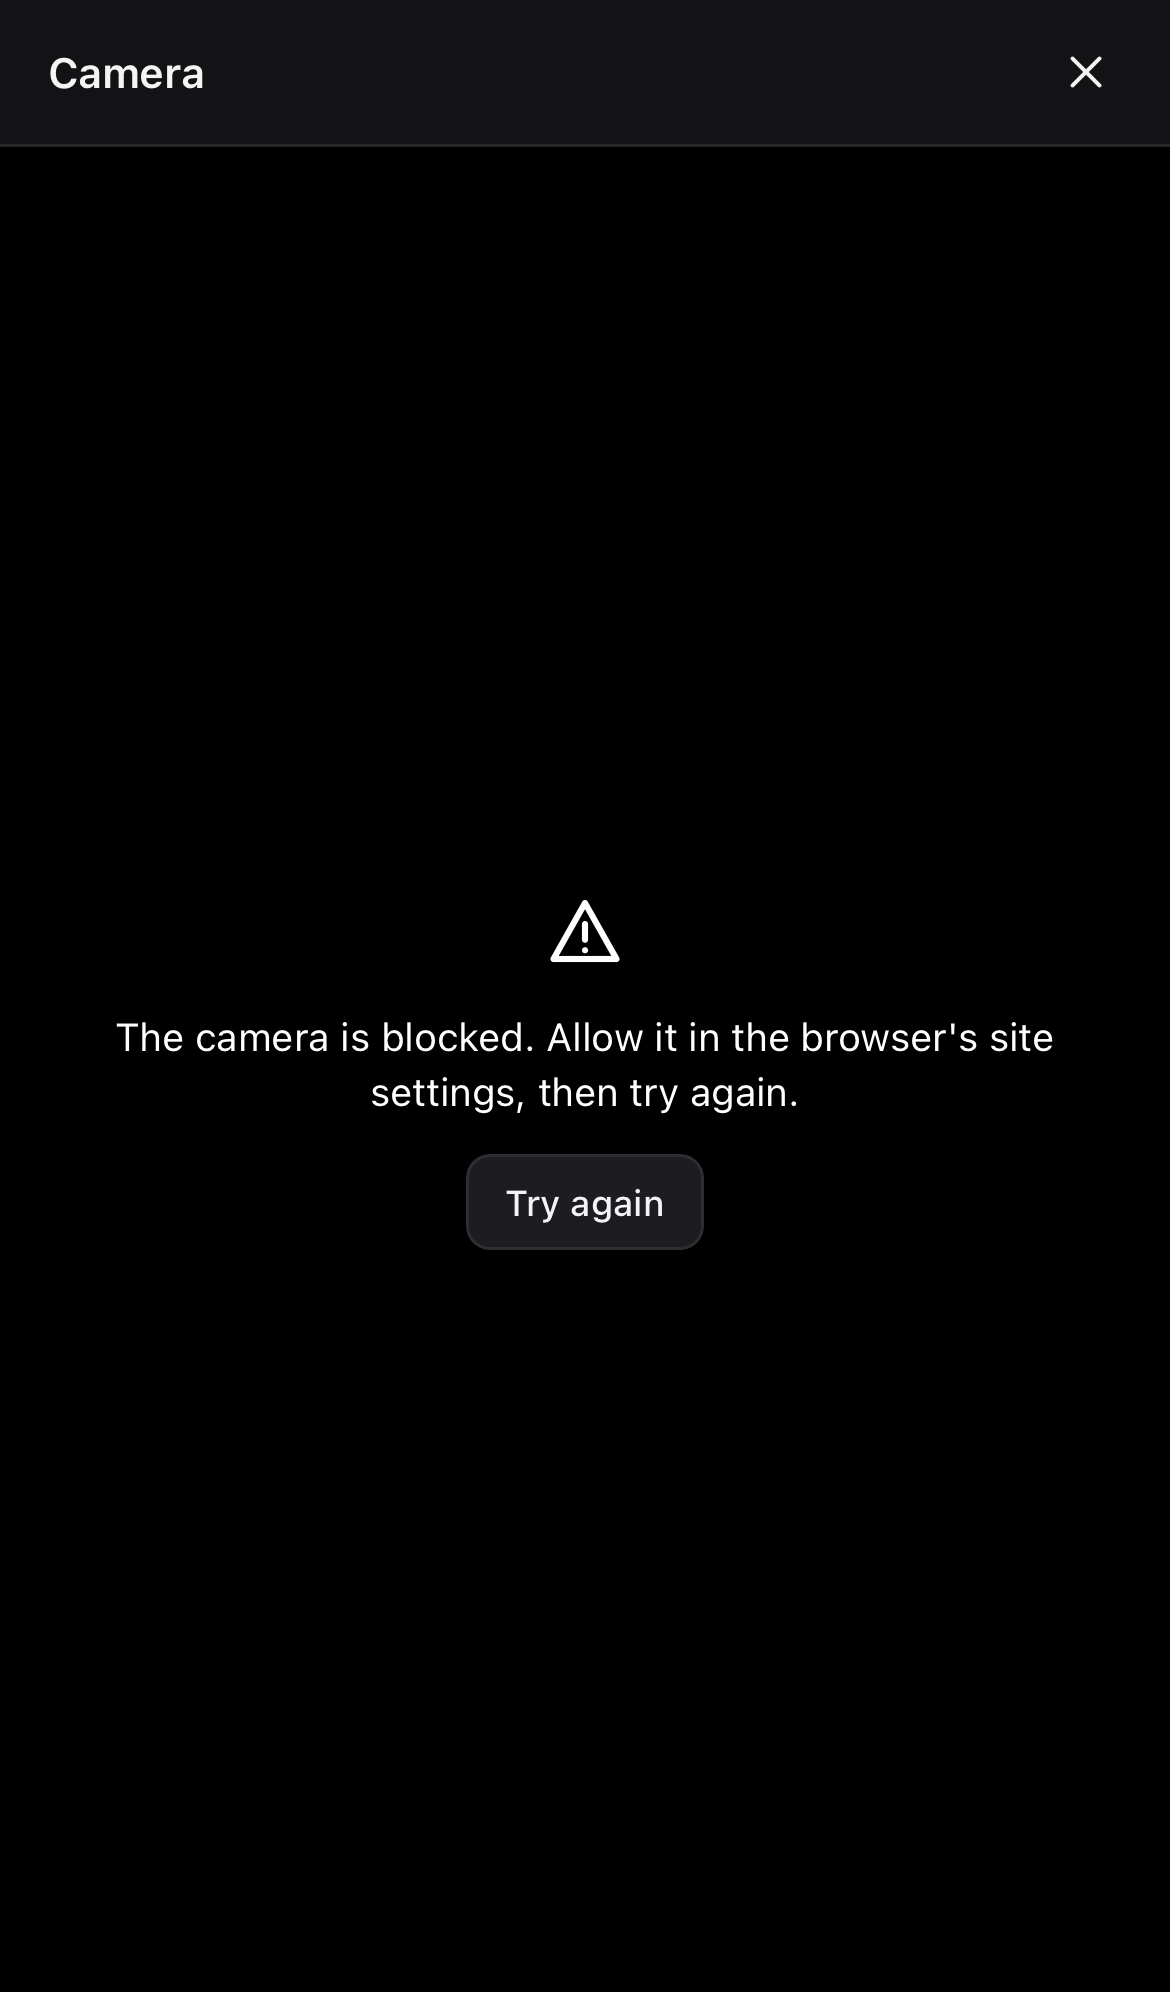 Camera
The camera is blocked. Allow it in the browser's site
settings, then try again.
Try again